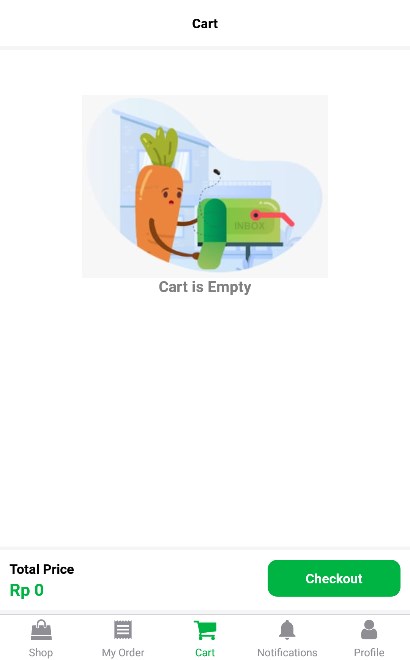 Cart
INBOX
Cart is Empty
Total Price
Rp 0
Checkout
Shop
My Order
Cart
Notifications
Profile